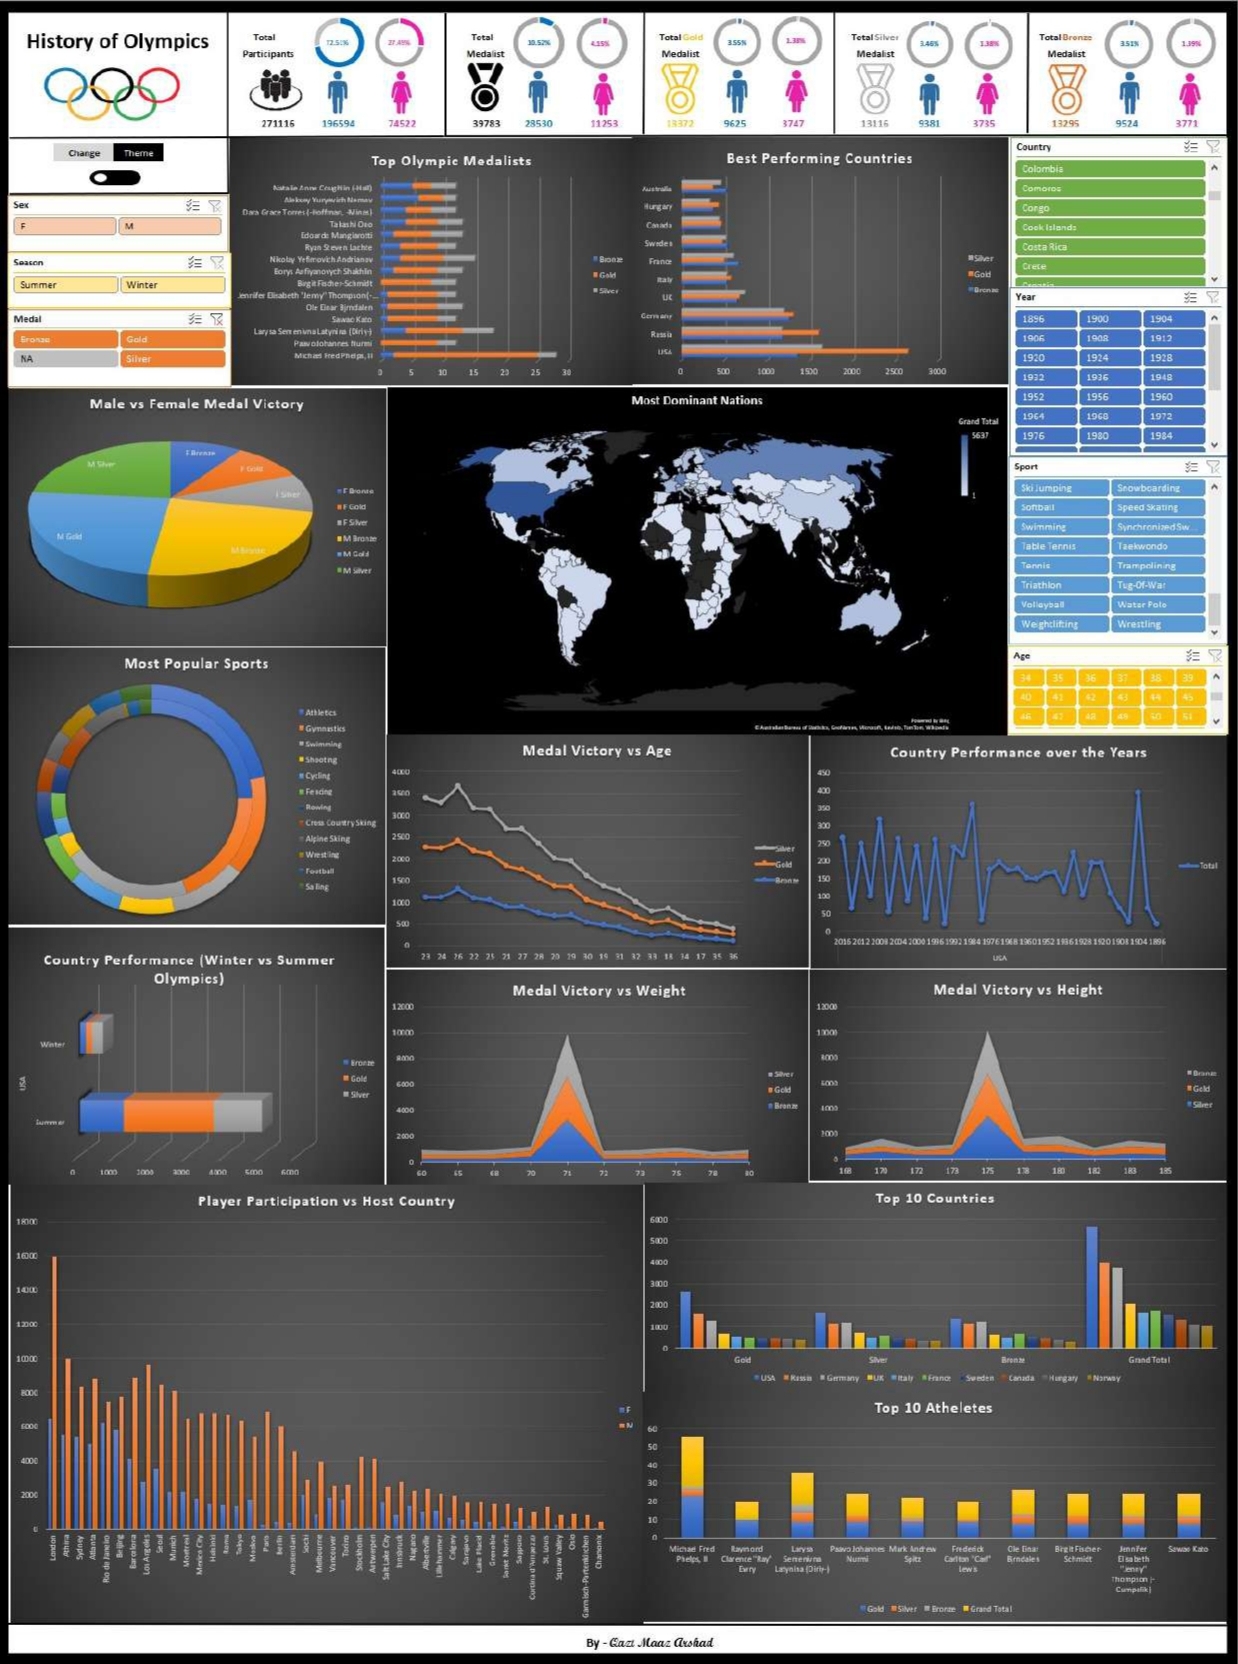 History of Olympics
Total Participants
72.51%
27.49%
271116
196594
74522
Total Medalist
10.52%
4.15%
39783
28530
11253
Total Gold Medalist
3.55%
1.38%
13372
9625
3747
Total Silver Medalist
3.46%
1.38%
13116
9381
3735
Total Bronze Medalist
3.51%
1.39%
13295
9524
3771
Change Theme
Sex
F M
Season
Summer Winter
Medal
Bronze Gold
NA Silver
Top Olympic Medalists
Natalie Anne Coughlin (-Hall)
Aleksey Yuryevich Nemov
Dara Grace Torres (-Hoffman, -Minas)
Takashi Ono
Edoardo Mangiarotti
Ryan Steven Lochte
Nikolay Yefimovich Andrianov
Borys Anfiyanovych Shakhlin
Birgit Fischer-Schmidt
Jennifer Elisabeth "Jenny" Thompson (-...
Ole Einar Bjrndalen
Sawao Kato
Larysa Semenivna Latynina (Diriy-)
Paavo Johannes Nurmi
Michael Fred Phelps, II
0 5 10 15 20 25 30
Bronze
Gold
Silver
Best Performing Countries
Australia
Hungary
Canada
Sweden
France
Italy
UK
Germany
Russia
USA
0 500 1000 1500 2000 2500 3000
Silver
Gold
Bronze
Country
Colombia
Comoros
Congo
Cook Islands
Costa Rica
Crete
Croatia
Year
1896 1900 1904
1906 1908 1912
1920 1924 1928
1932 1936 1948
1952 1956 1960
1964 1968 1972
1976 1980 1984
Sport
Ski Jumping Snowboarding
Softball Speed Skating
Swimming Synchronized Sw...
Table Tennis Taekwondo
Tennis Trampolining
Triathlon Tug-Of-War
Volleyball Water Polo
Weightlifting Wrestling
Age
34 35 36 37 38 39
40 41 42 43 44 45
46 47 48 49 50 51
Male vs Female Medal Victory
M Silver
F Bronze
F Gold
F Silver
M Gold
M Bronze
F Bronze
F Gold
F Silver
M Bronze
M Gold
M Silver
Most Dominant Nations
Grand Total
5637
1
Powered by Bing
© Australian Bureau of Statistics, GeoNames, Microsoft, Navinfo, TomTom, Wikipedia
Most Popular Sports
Athletics
Gymnastics
Swimming
Shooting
Cycling
Fencing
Rowing
Cross Country Skiing
Alpine Skiing
Wrestling
Football
Sailing
Medal Victory vs Age
4000
3500
3000
2500
2000
1500
1000
500
0
23 24 26 22 25 21 27 28 20 29 19 30 31 32 33 18 34 17 35 36
Silver
Gold
Bronze
Country Performance over the Years
450
400
350
300
250
200
150
100
50
0
2016 2012 2008 2004 2000 1996 1992 1984 1976 1968 1960 1952 1936 1928 1920 1908 1904 1896
USA
Total
Country Performance (Winter vs Summer Olympics)
Winter
Summer
USA
0 1000 2000 3000 4000 5000 6000
Bronze
Gold
Silver
Medal Victory vs Weight
12000
10000
8000
6000
4000
2000
0
60 65 68 70 71 72 73 75 78 80
Silver
Gold
Bronze
Medal Victory vs Height
12000
10000
8000
6000
4000
2000
0
168 170 172 173 175 178 180 182 183 185
Bronze
Gold
Silver
Player Participation vs Host Country
18000
16000
14000
12000
10000
8000
6000
4000
2000
0
London
Athina
Sydney
Atlanta
Rio de Janeiro
Beijing
Barcelona
Los Angeles
Seoul
Munich
Montreal
Mexico City
Helsinki
Roma
Tokyo
Moskva
Paris
Berlin
Amsterdam
Sochi
Melbourne
Vancouver
Torino
Stockholm
Antwerpen
Salt Lake City
Innsbruck
Nagano
Albertville
Lillehammer
Calgary
Sarajevo
Lake Placid
Grenoble
Sankt Moritz
Sapporo
Cortina d'Ampezzo
St. Louis
Squaw Valley
Oslo
Garmisch-Partenkirchen
Chamonix
F
M
Top 10 Countries
6000
5000
4000
3000
2000
1000
0
Gold Silver Bronze Grand Total
USA Russia Germany UK Italy France Sweden Canada Hungary Norway
Top 10 Atheletes
60
50
40
30
20
10
0
Michael Fred Phelps, II
Raymond Clarence "Ray" Ewry
Larysa Semenivna Latynina (Diriy-)
Paavo Johannes Nurmi
Mark Andrew Spitz
Frederick Carlton "Carl" Lewis
Ole Einar Bjrndalen
Birgit Fischer-Schmidt
Jennifer Elisabeth "Jenny" Thompson (-Cumpelik)
Sawao Kato
Gold Silver Bronze Grand Total
By - Qazi Maaz Arshad